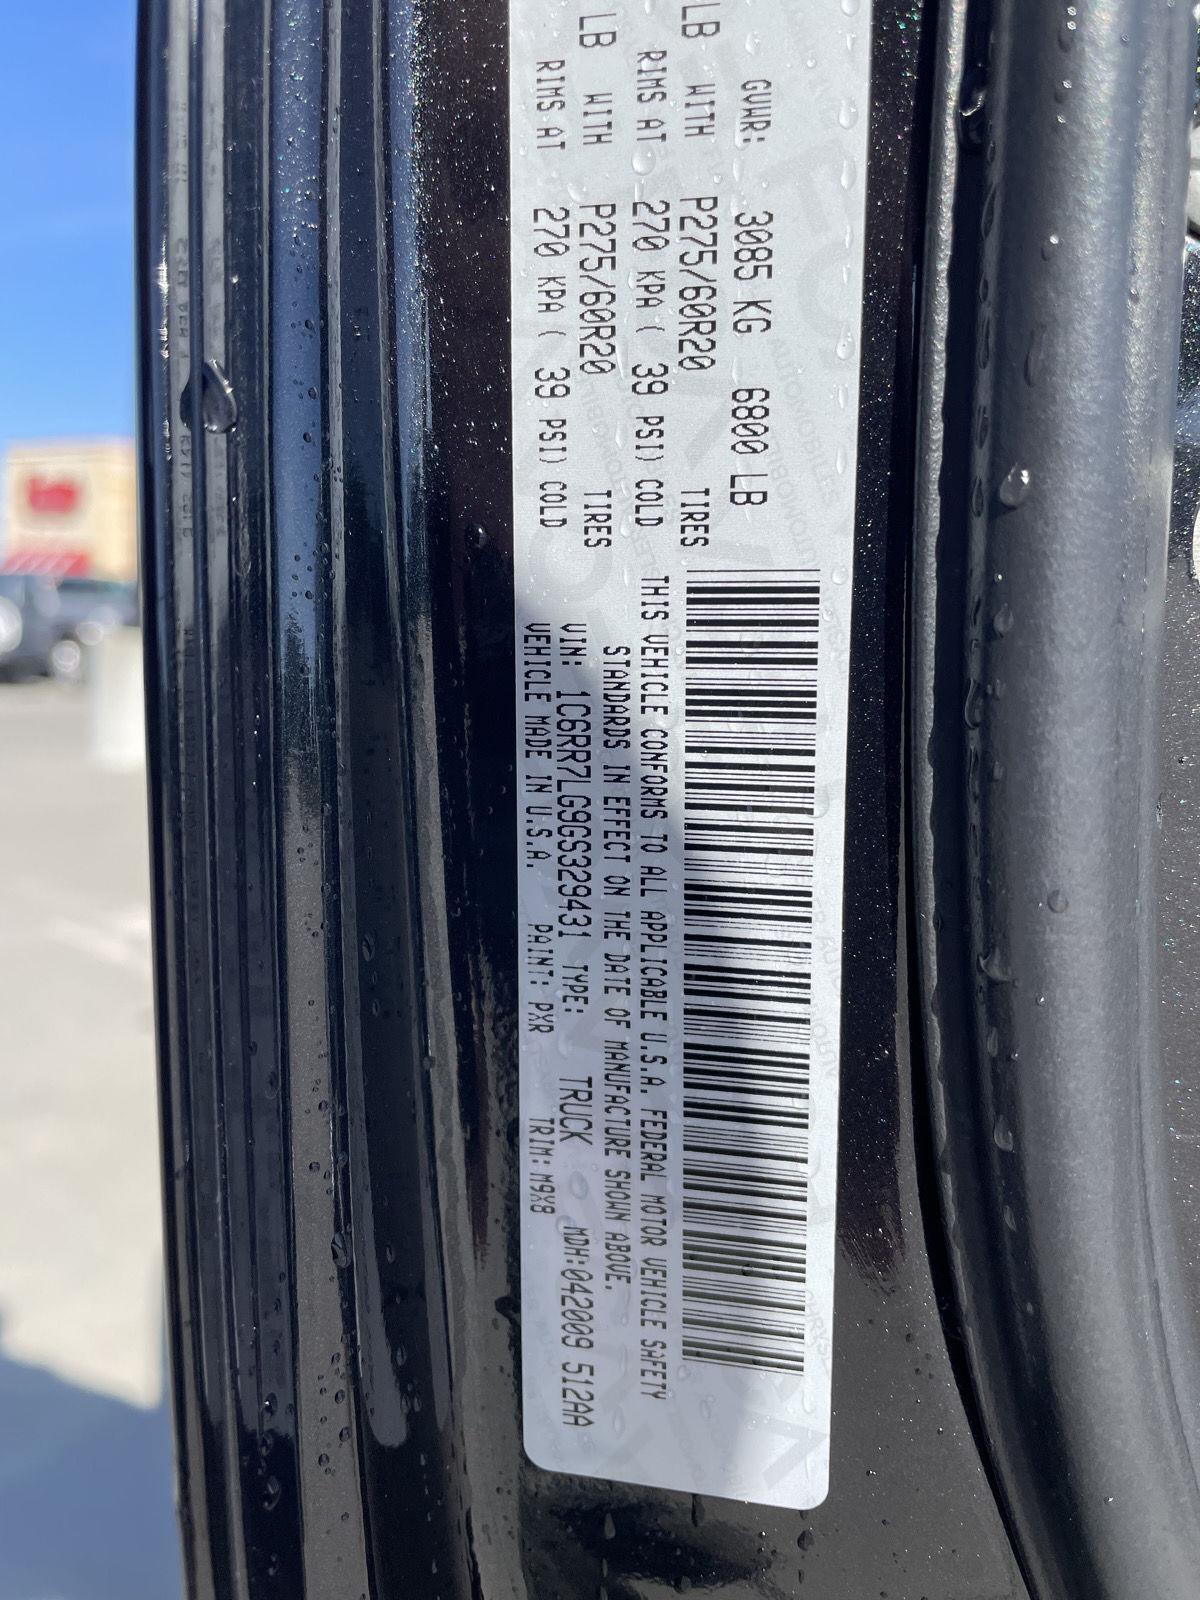 GVWR: 3085 KG 6800 LB
LB WITH P275/60R20 TIRES
RIMS AT 270 KPA ( 39 PSI) COLD
LB WITH P275/60R20 TIRES
RIMS AT 270 KPA ( 39 PSI) COLD
THIS VEHICLE CONFORMS TO ALL APPLICABLE U.S.A. FEDERAL MOTOR VEHICLE SAFETY
STANDARDS IN EFFECT ON THE DATE OF MANUFACTURE SHOWN ABOVE.
VIN: 1C6RR7LG9GS329431 TYPE: TRUCK MDH:042009 512AA
VEHICLE MADE IN U.S.A. PAINT: PXR TRIM: M9X8